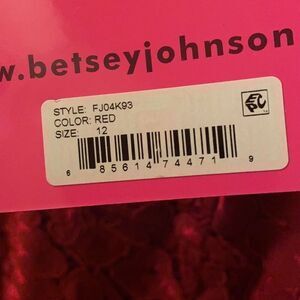 w.betseyjohnson
STYLE: FJ04K93
COLOR: RED
SIZE: 12
6 85614 74471 9